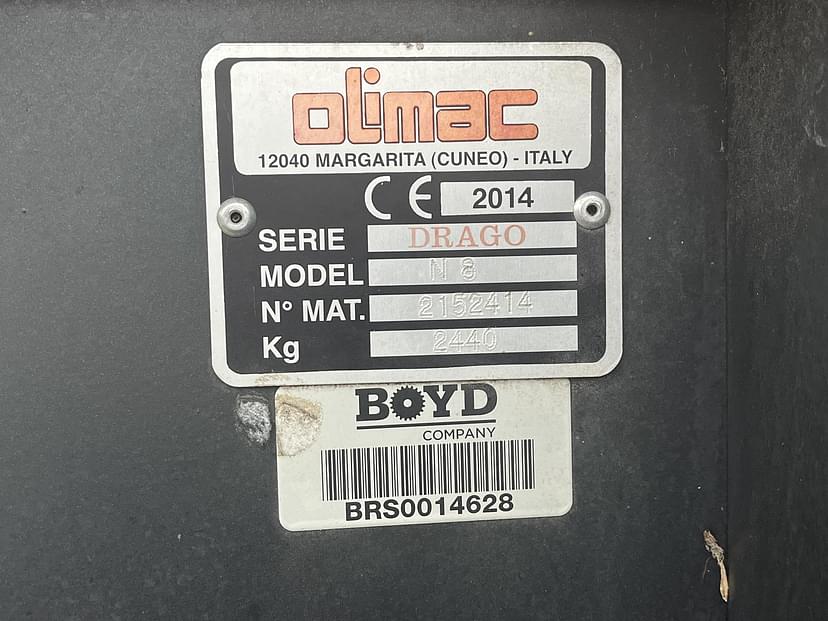 olimac
12040 MARGARITA (CUNEO) - ITALY
CE 2014
SERIE DRAGO
MODEL N 8
N° MAT. 2152414
Kg 2440
BOYD
COMPANY
BRS0014628